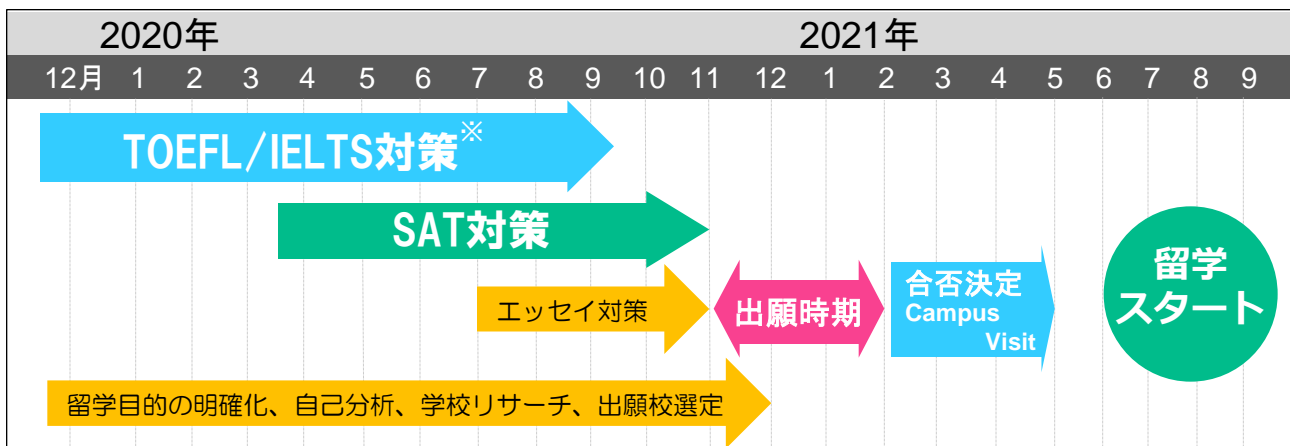 2020年 2021年
12月 1 2 3 4 5 6 7 8 9 10 11 12 1 2 3 4 5 6 7 8 9
TOEFL/IELTS対策※
SAT対策
エッセイ対策
出願時期
合否決定
Campus
Visit
留学
スタート
留学目的の明確化、自己分析、学校リサーチ、出願校選定